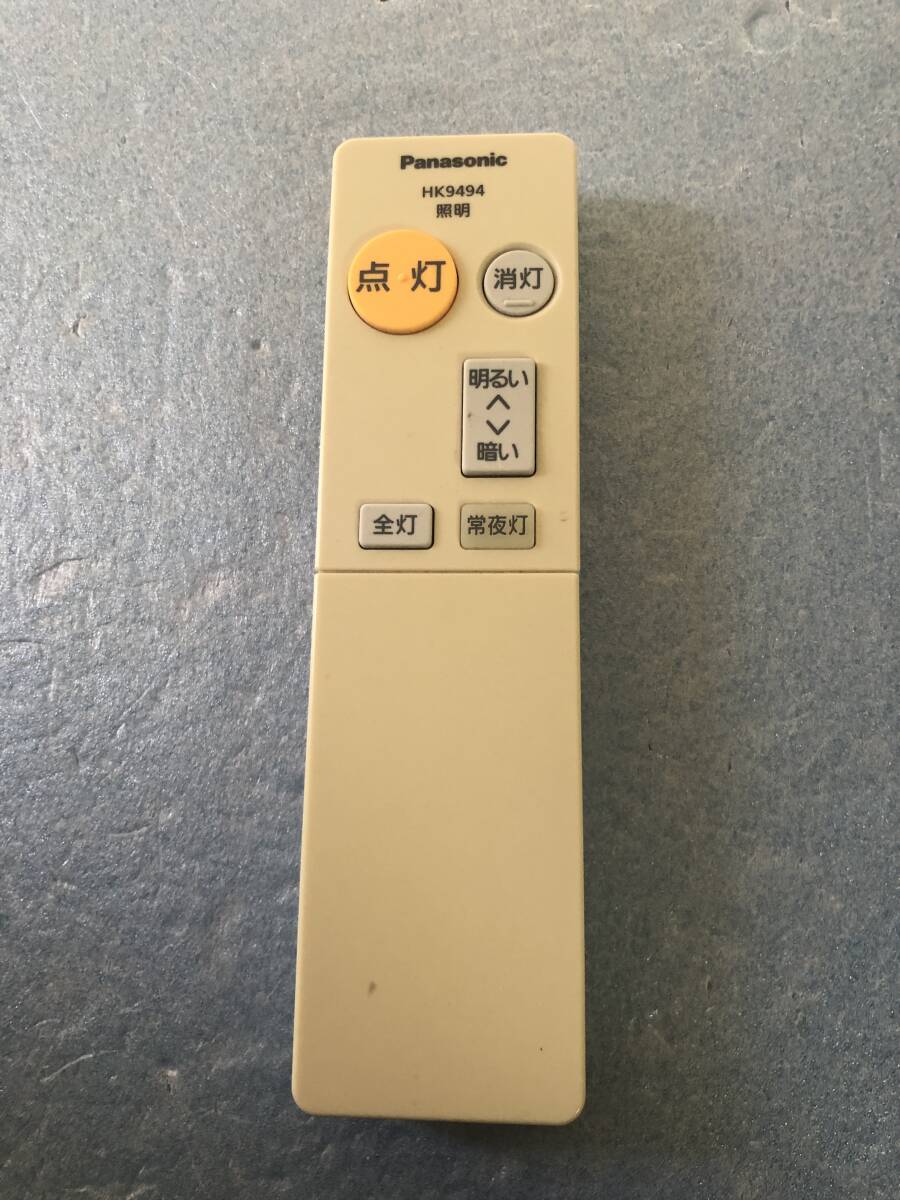 Panasonic
HK9494
照明
点灯
消灯
明るい
暗い
全灯
常夜灯